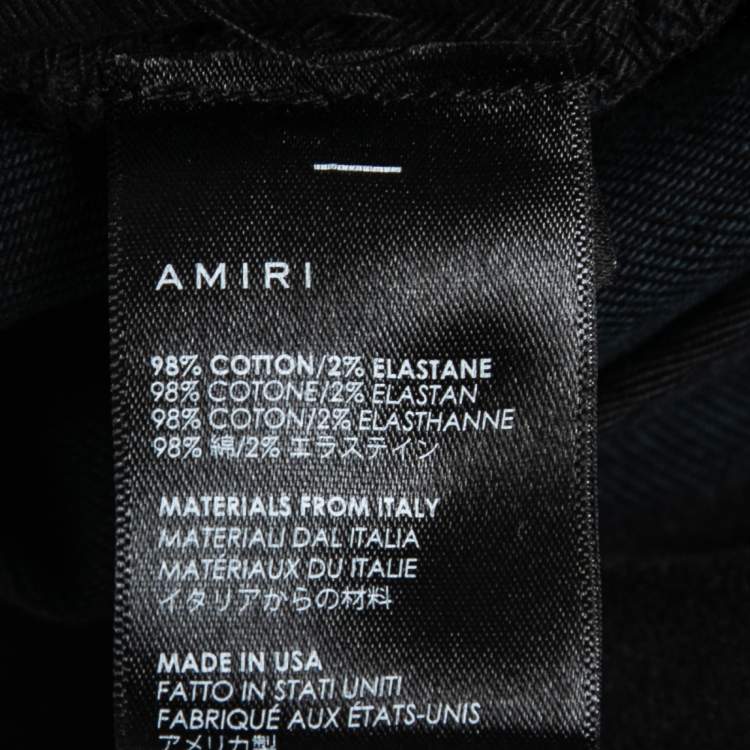 AMIRI
98% COTTON/2% ELASTANE
98% COTONE/2% ELASTAN
98% COTON/2% ELASTHANNE
98% 綿/2% エラステイン
MATERIALS FROM ITALY
MATERIALI DAL ITALIA
MATÉRIAUX DU ITALIE
イタリアからの材料
MADE IN USA
FATTO IN STATI UNITI
FABRIQUÉ AUX ÉTATS-UNIS
アメリカ製